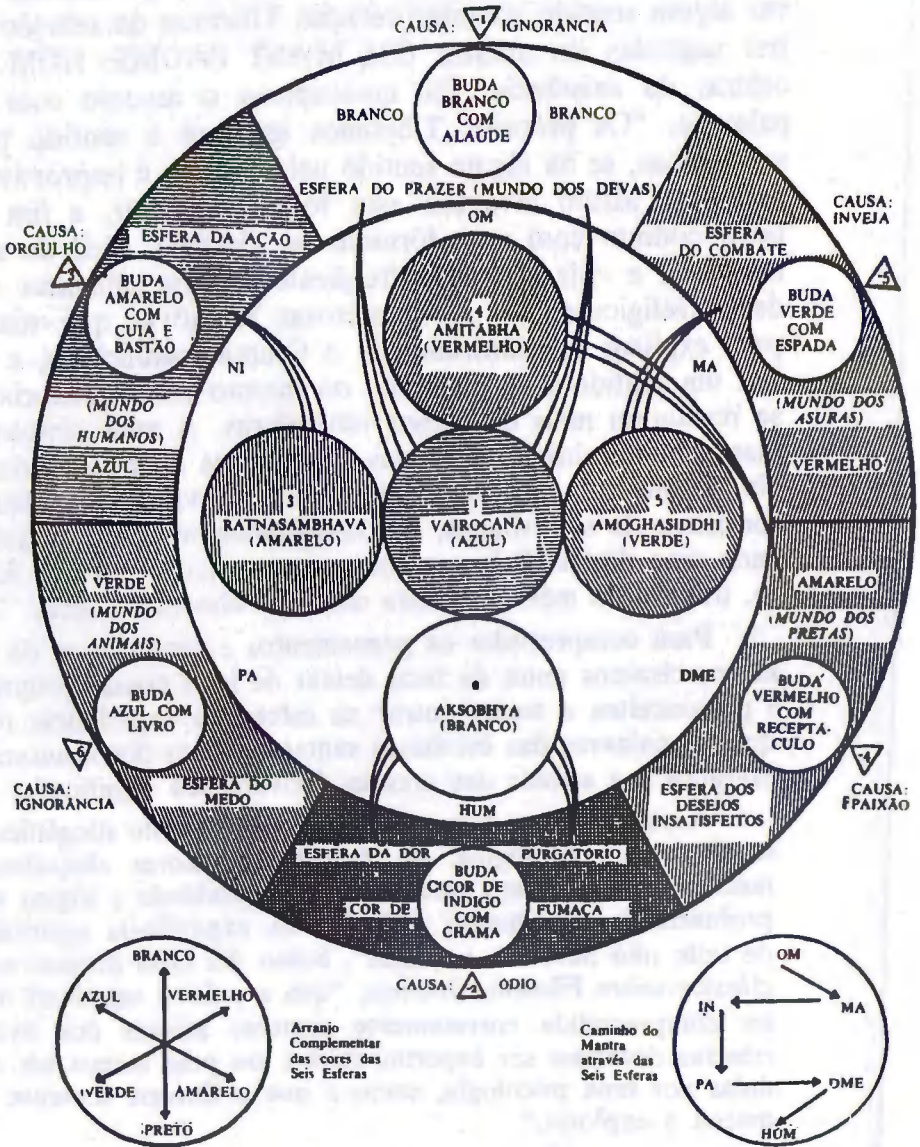 CAUSA: -1 IGNORÂNCIA
BUDA
BRANCO
COM
ALAÚDE
BRANCO BRANCO
ESFERA DO PRAZER (MUNDO DOS DEVAS)
OM
CAUSA:
ORGULHO
-3
ESFERA DA AÇÃO
BUDA
AMARELO
COM
CUIA E
BASTÃO
NI
(MUNDO
DOS
HUMANOS)
AZUL
CAUSA:
INVEJA
-5
ESFERA
DO COMBATE
BUDA
VERDE
COM
ESPADA
MA
(MUNDO
DOS
ASURAS)
VERMELHO
4
AMITÂBHA
(VERMELHO)
3
RATNASAMBHAVA
(AMARELO)
1
VAIROCANA
(AZUL)
5
AMOGHASIDDHI
(VERDE)
AKSOBHYA
(BRANCO)
VERDE
(MUNDO
DOS
ANIMAIS)
BUDA
AZUL COM
LIVRO
PA
-6
CAUSA:
IGNORÂNCIA
ESFERA DO
MEDO
AMARELO
(MUNDO
DOS
PRETAS)
BUDA
VERMELHO
COM
RECEPTÁ-
CULO
DME
-4
CAUSA:
FPAIXÃO
ESFERA DOS
DESEJOS
INSATISFEITOS
HUM
ESFERA DA DOR PURGATÓRIO
BUDA
CICOR DE
INDIGO
COM
CHAMA
COR DE FUMAÇA
CAUSA: -2 ÓDIO
BRANCO
AZUL VERMELHO
VERDE AMARELO
PRETO
Arranjo
Complementar
das cores das
Seis Esferas
Caminho do
Mantra
através das
Seis Esferas
OM
IN MA
PA DME
HÚM